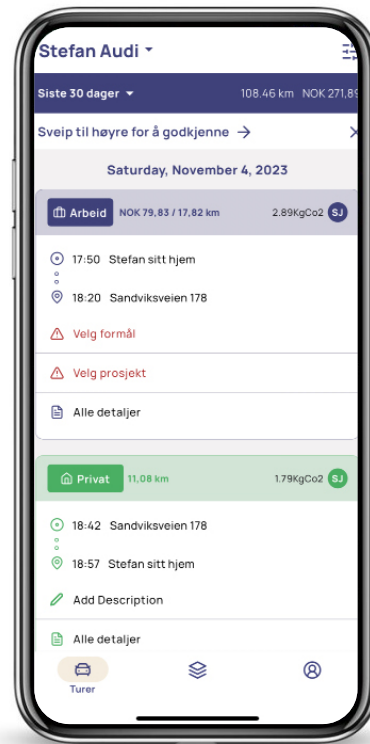 Stefan Audi
Siste 30 dager 108.46 km NOK 271,89
Sveip til høyre for å godkjenne → ×
Saturday, November 4, 2023
Arbeid NOK 79,83 / 17,82 km 2.89KgCo2 SJ
17:50 Stefan sitt hjem
18:20 Sandviksveien 178
Velg formål
Velg prosjekt
Alle detaljer
Privat 11,08 km 1.79KgCo2 SJ
18:42 Sandviksveien 178
18:57 Stefan sitt hjem
Add Description
Alle detaljer
Turer